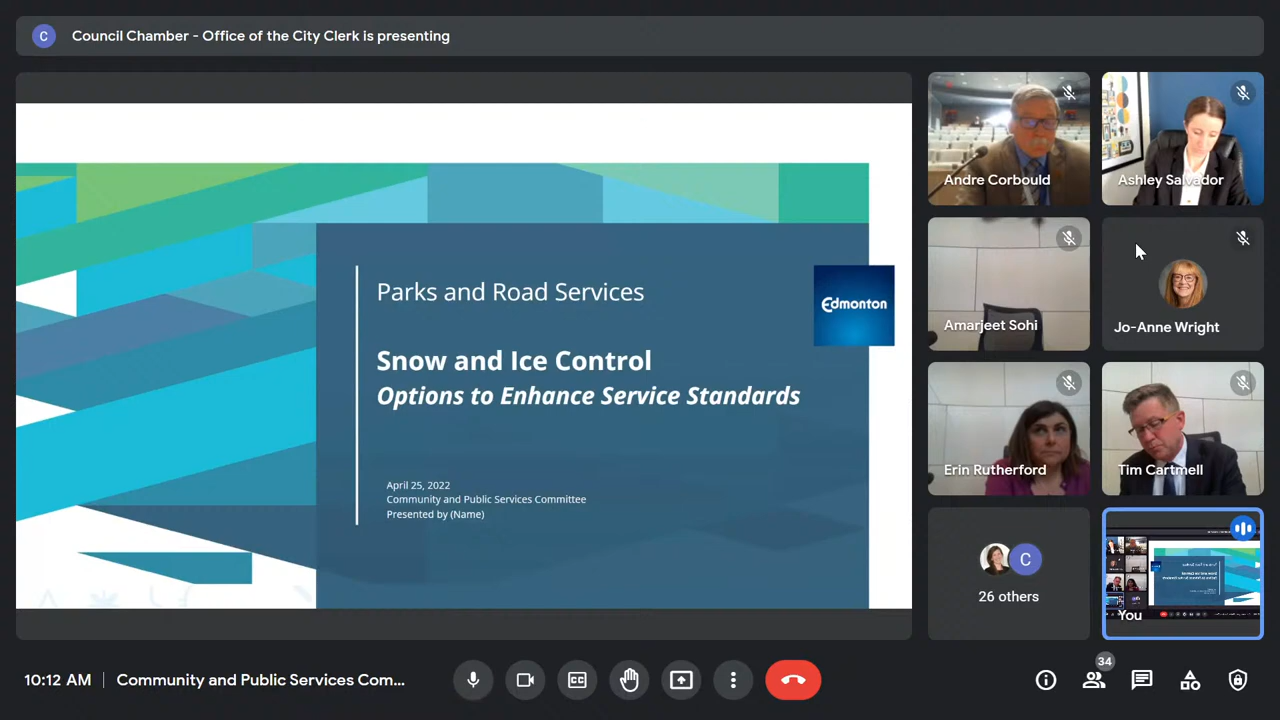 C
Council Chamber - Office of the City Clerk is presenting
Parks and Road Services
Edmonton
Snow and Ice Control
Options to Enhance Service Standards
April 25, 2022
Community and Public Services Committee
Presented by (Name)
Andre Corbould
Ashley Salvador
Amarjeet Sohi
Jo-Anne Wright
Erin Rutherford
Tim Cartmell
C
26 others
You
10:12 AM
Community and Public Services Com...
CC
34